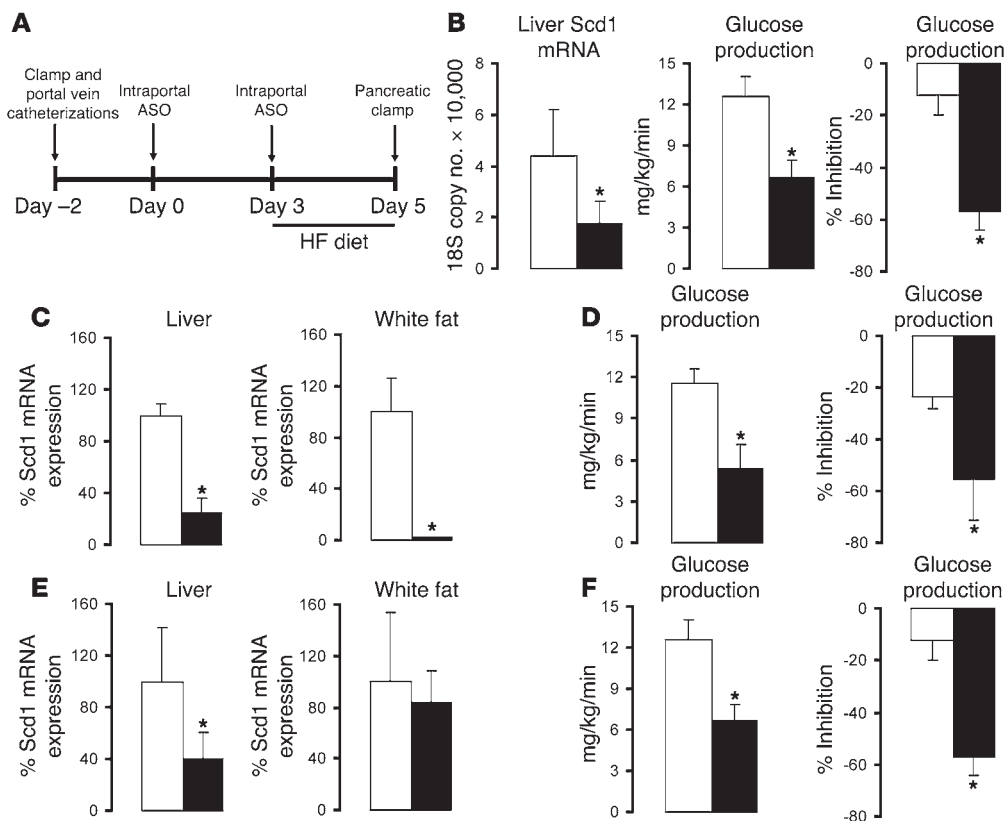 A
Clamp and
portal vein
catheterizations
Intraportal
ASO
Intraportal
ASO
Pancreatic
clamp
Day –2
Day 0
Day 3
Day 5
HF diet
B
Liver Scd1
mRNA
18S copy no. × 10,000
8
6
4
2
0
*
Glucose
production
mg/kg/min
15
12
9
6
3
0
*
Glucose
production
% Inhibition
0
-20
-40
-60
-80
*
C
Liver
% Scd1 mRNA
expression
160
120
80
40
0
*
White fat
% Scd1 mRNA
expression
160
120
80
40
0
*
D
Glucose
production
mg/kg/min
15
12
9
6
3
0
*
Glucose
production
% Inhibition
0
-20
-40
-60
-80
*
E
Liver
% Scd1 mRNA
expression
160
120
80
40
0
*
White fat
% Scd1 mRNA
expression
160
120
80
40
0
F
Glucose
production
mg/kg/min
15
12
9
6
3
0
*
Glucose
production
% Inhibition
0
-20
-40
-60
-80
*